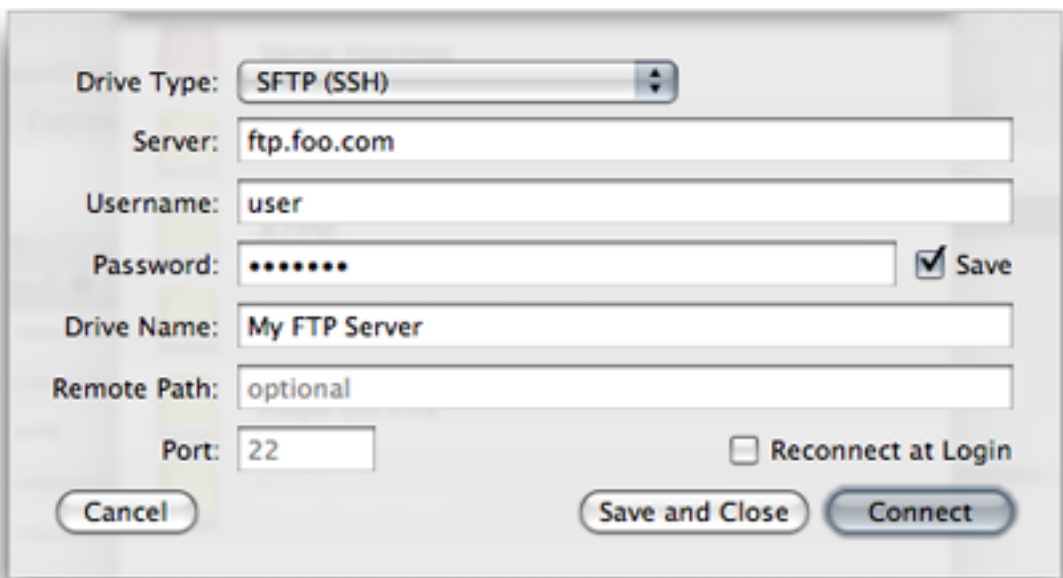 Drive Type: SFTP (SSH)
Server: ftp.foo.com
Username: user
Password: ••••••• Save
Drive Name: My FTP Server
Remote Path: optional
Port: 22 Reconnect at Login
Cancel Save and Close Connect